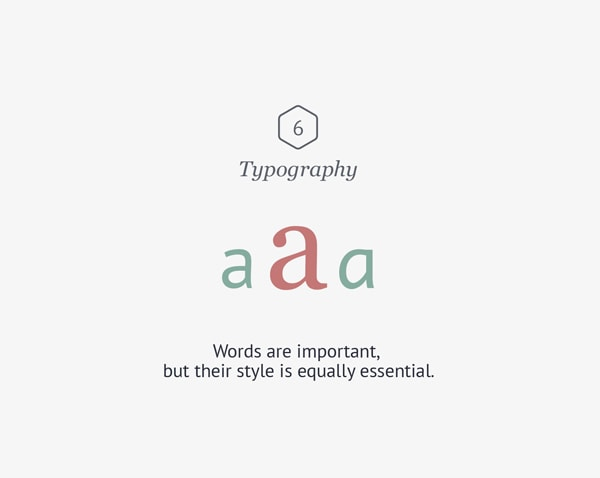 6
Typography
a a a
Words are important,
but their style is equally essential.